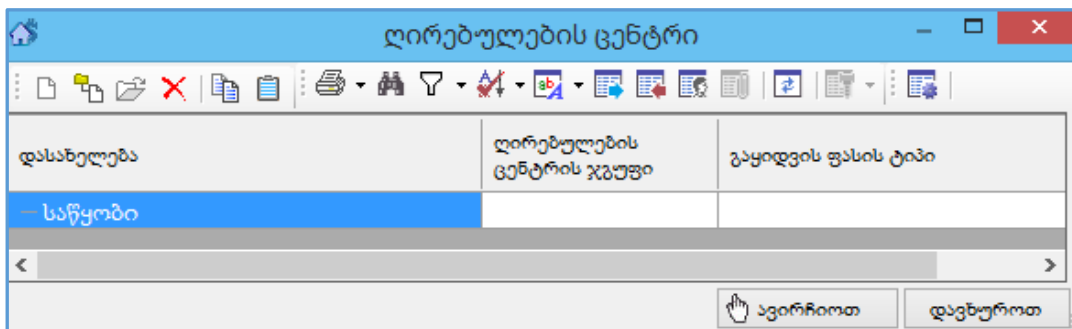 ღირებულების ცენტრი
დასახელება
ღირებულების
ცენტრის ჯგუფი
გაყიდვის ფასის ტიპი
საწყობი
ავირჩიოთ
დავხუროთ